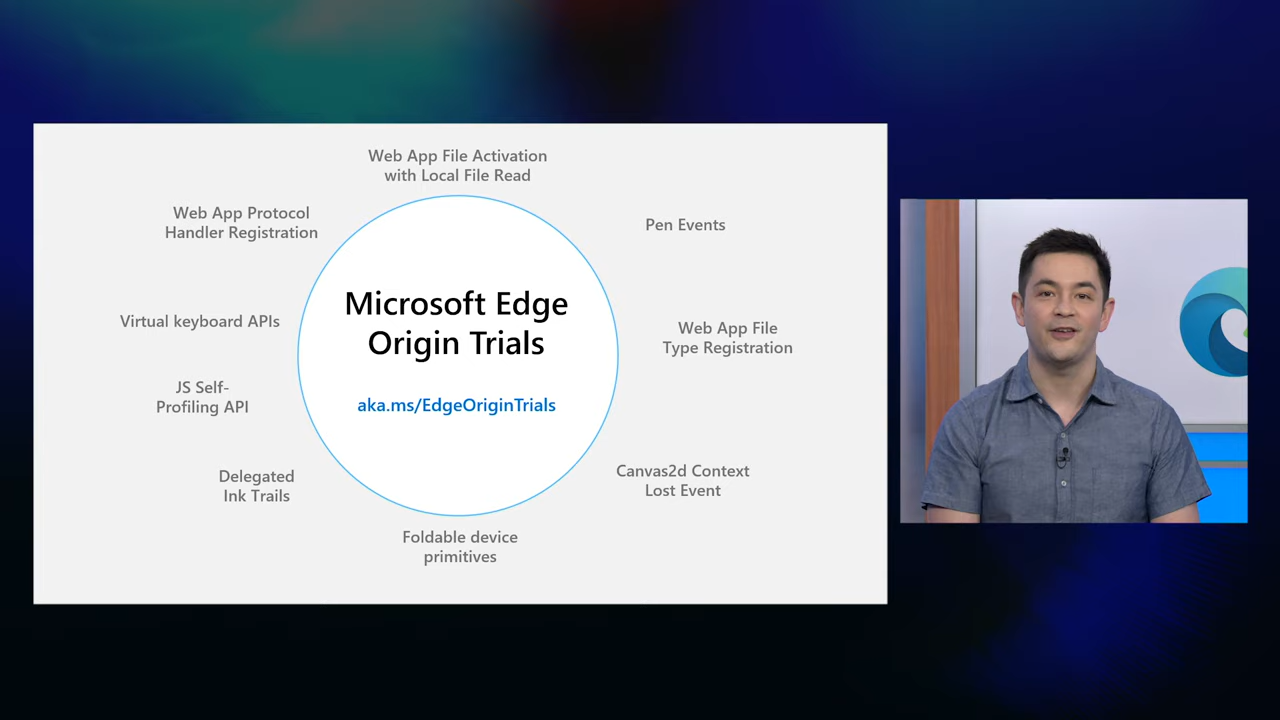 Web App File Activation
with Local File Read
Web App Protocol
Handler Registration
Pen Events
Microsoft Edge
Origin Trials
Virtual keyboard APIs
Web App File
Type Registration
JS Self-
Profiling API
aka.ms/EdgeOriginTrials
Delegated
Ink Trails
Canvas2d Context
Lost Event
Foldable device
primitives